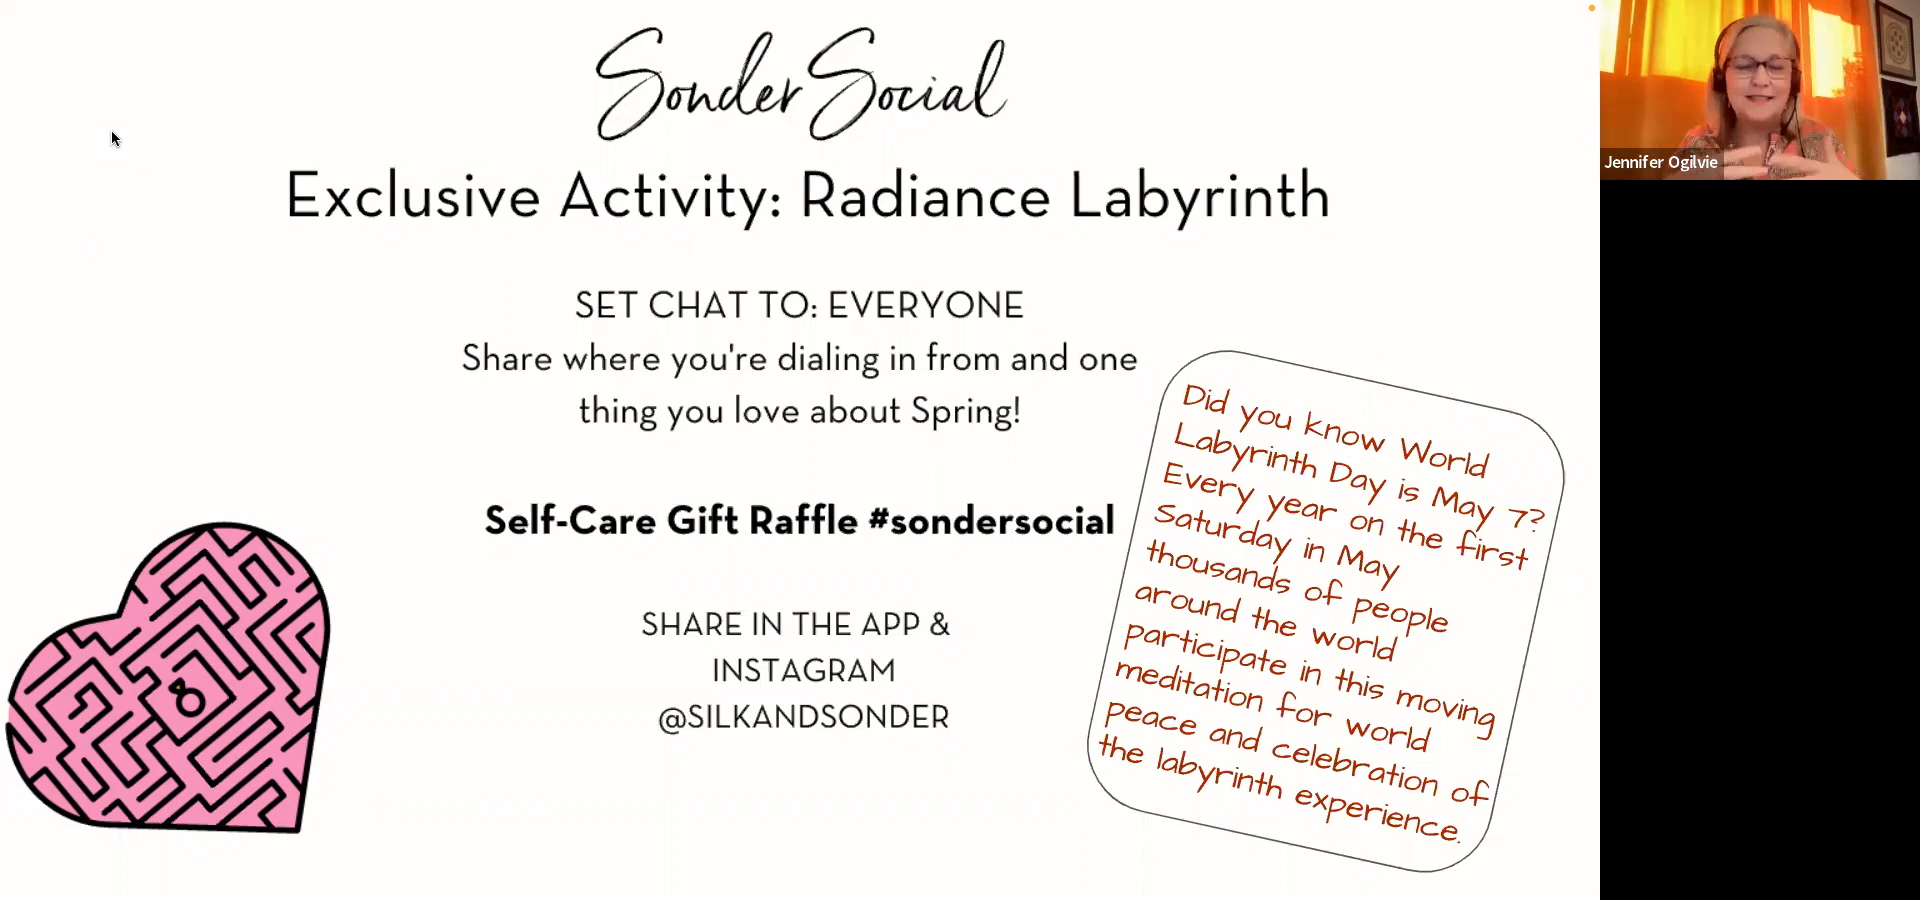 Sonder Social
Exclusive Activity: Radiance Labyrinth
SET CHAT TO: EVERYONE
Share where you're dialing in from and one
thing you love about Spring!
Self-Care Gift Raffle #sondersocial
SHARE IN THE APP &
INSTAGRAM
@SILKANDSONDER
Did you know World
Labyrinth Day is May 7?
Every year on the first
Saturday in May
thousands of people
around the world
participate in this moving
meditation for world
peace and celebration of
the labyrinth experience.
Jennifer Ogilvie